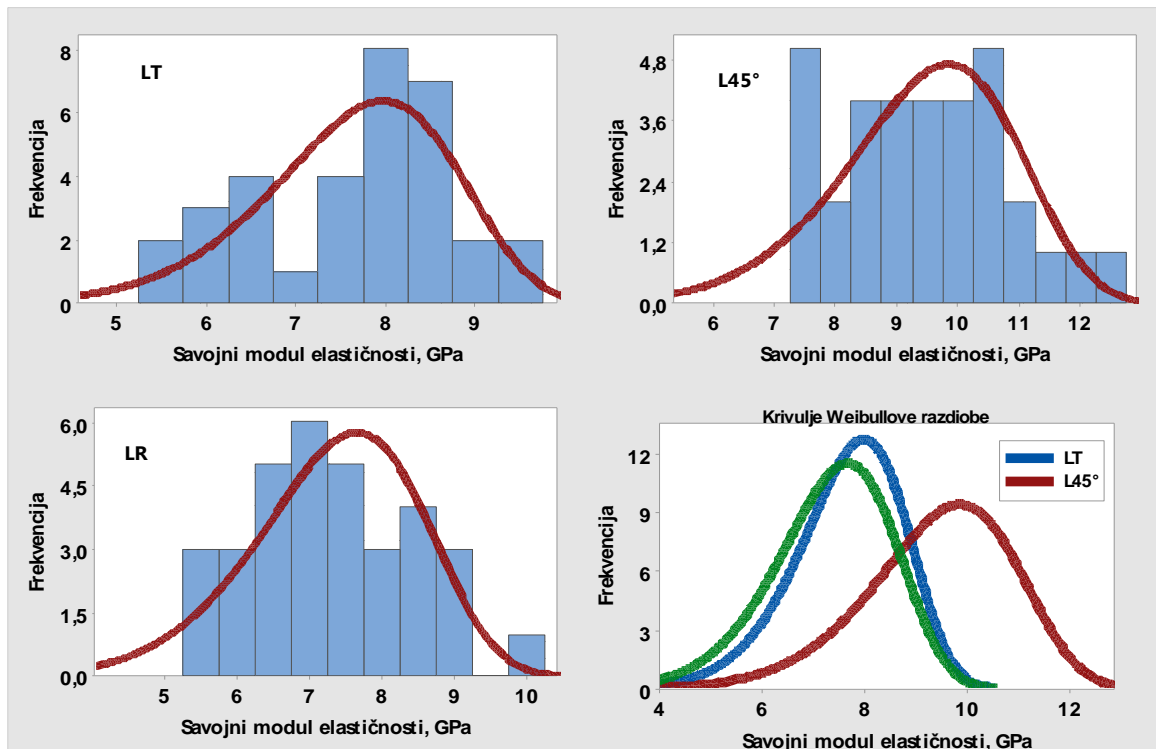 LT
Frekvencija
8
6
4
2
0
5 6 7 8 9
Savojni modul elastičnosti, GPa
L45°
Frekvencija
4,8
3,6
2,4
1,2
0,0
6 7 8 9 10 11 12
Savojni modul elastičnosti, GPa
LR
Frekvencija
6,0
4,5
3,0
1,5
0,0
5 6 7 8 9 10
Savojni modul elastičnosti, GPa
Krivulje Weibullove razdiobe
LT
L45°
Frekvencija
12
9
6
3
0
4 6 8 10 12
Savojni modul elastičnosti, GPa